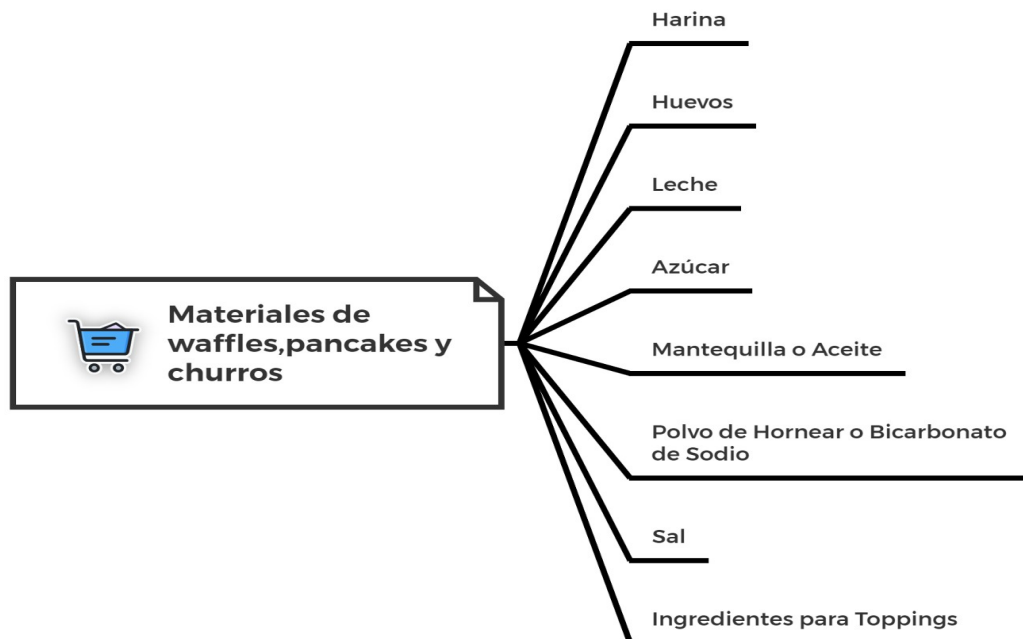 Harina
Huevos
Leche
Azúcar
Materiales de
waffles,pancakes y
churros
Mantequilla o Aceite
Polvo de Hornear o Bicarbonato
de Sodio
Sal
Ingredientes para Toppings